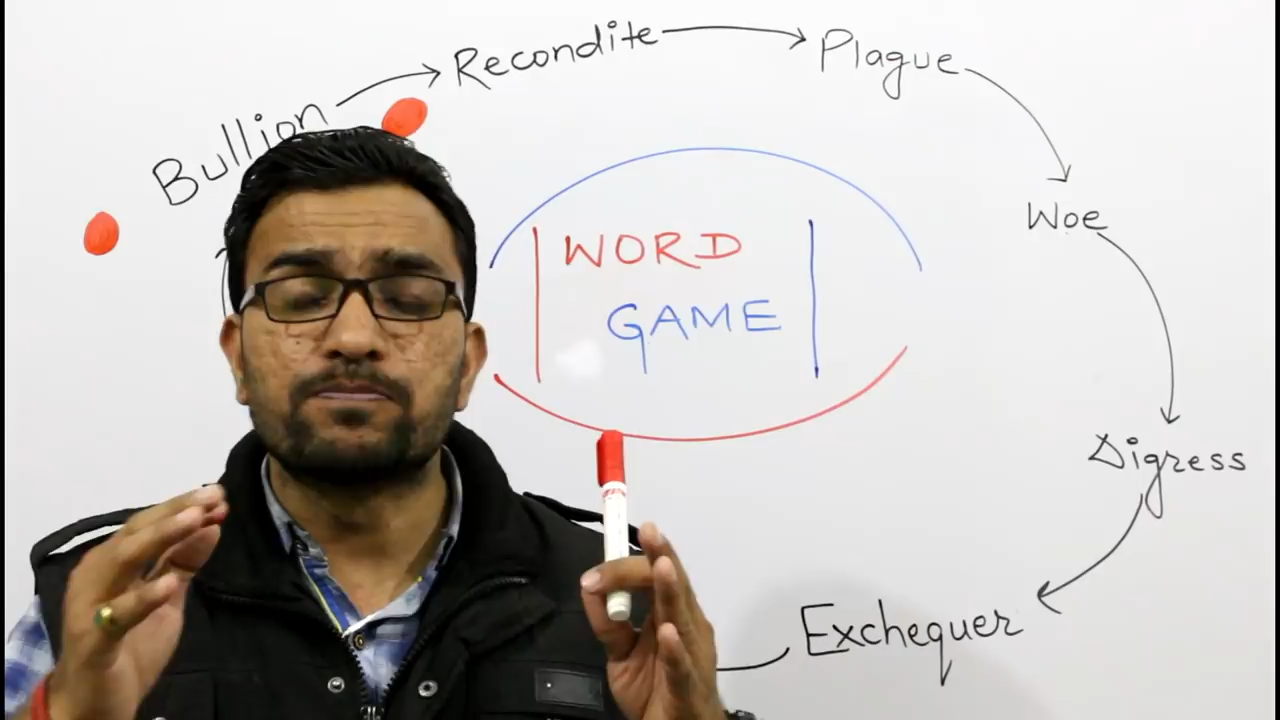 Bullion
Recondite
Plague
Woe
Digress
Exchequer
WORD
GAME